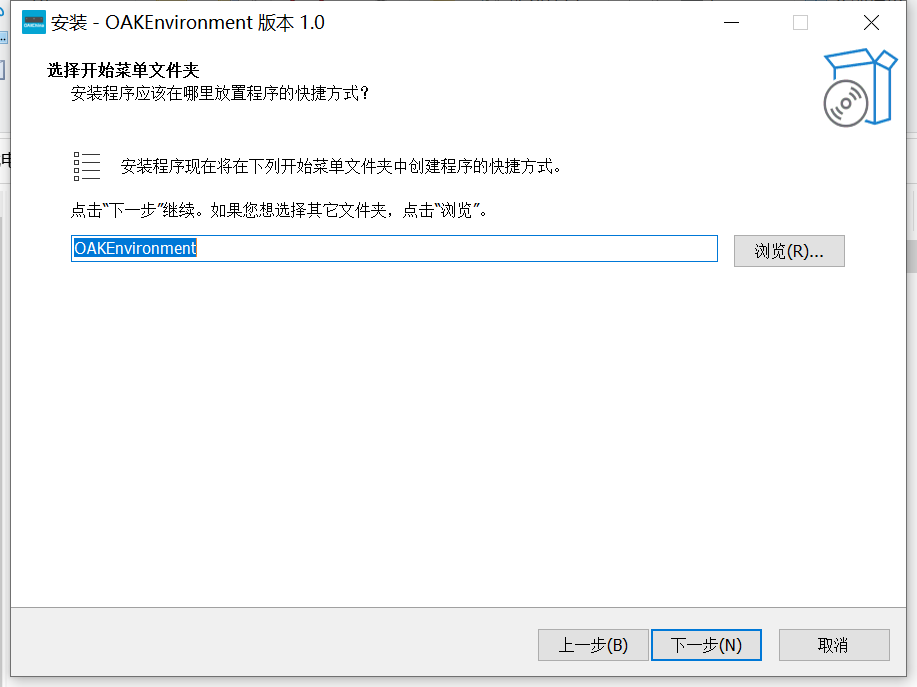 安装 - OAKEnvironment 版本 1.0
选择开始菜单文件夹
安装程序应该在哪里放置程序的快捷方式？
安装程序现在将在下列开始菜单文件夹中创建程序的快捷方式。
点击“下一步”继续。如果您想选择其它文件夹，点击“浏览”。
OAKEnvironment
浏览(R)...
上一步(B)
下一步(N)
取消